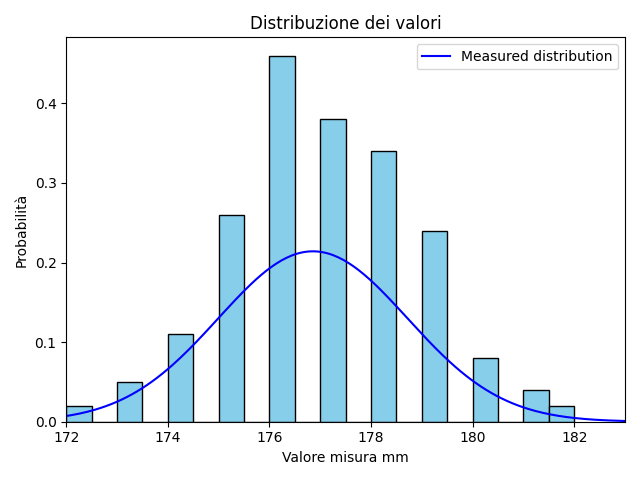 Distribuzione dei valori
Measured distribution
Probabilità
0.4
0.3
0.2
0.1
0.0
172 174 176 178 180 182
Valore misura mm